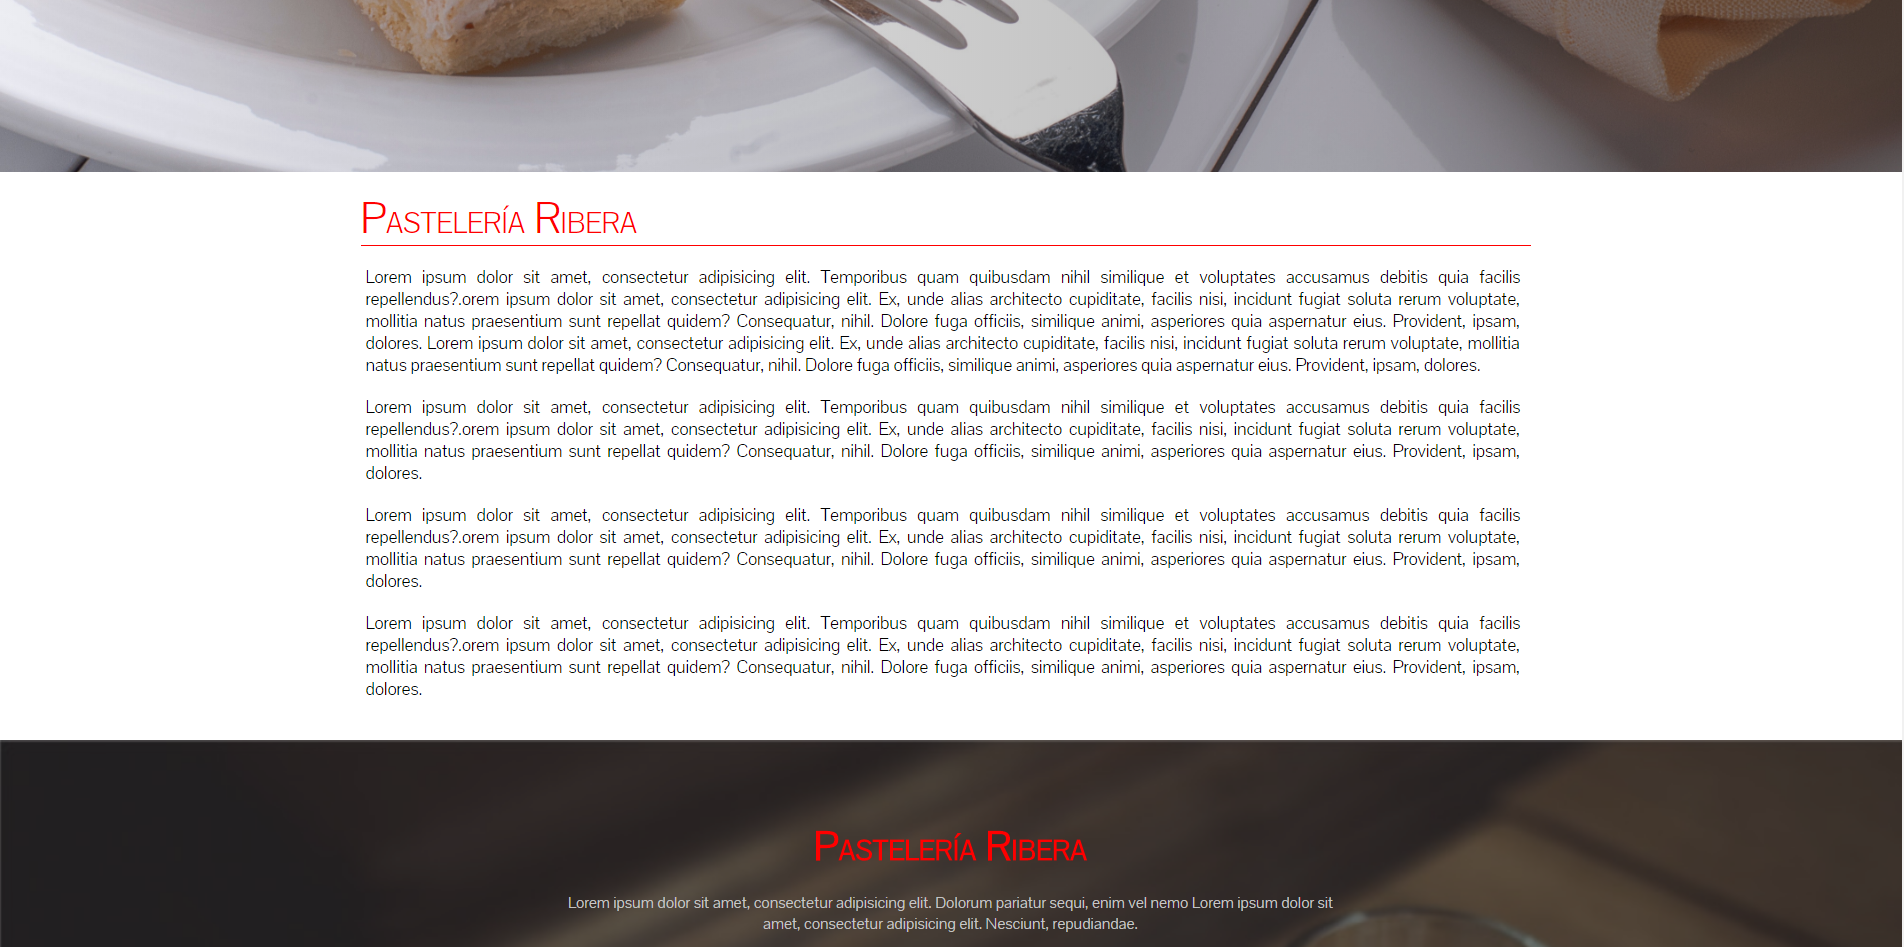 Pastelería Ribera
Lorem ipsum dolor sit amet, consectetur adipisicing elit. Temporibus quam quibusdam nihil similique et voluptates accusamus debitis quia facilis
repellendus?.orem ipsum dolor sit amet, consectetur adipisicing elit. Ex, unde alias architecto cupiditate, facilis nisi, incidunt fugiat soluta rerum voluptate,
mollitia natus praesentium sunt repellat quidem? Consequatur, nihil. Dolore fuga officiis, similique animi, asperiores quia aspernatur eius. Provident, ipsam,
dolores. Lorem ipsum dolor sit amet, consectetur adipisicing elit. Ex, unde alias architecto cupiditate, facilis nisi, incidunt fugiat soluta rerum voluptate, mollitia
natus praesentium sunt repellat quidem? Consequatur, nihil. Dolore fuga officiis, similique animi, asperiores quia aspernatur eius. Provident, ipsam, dolores.
Lorem ipsum dolor sit amet, consectetur adipisicing elit. Temporibus quam quibusdam nihil similique et voluptates accusamus debitis quia facilis
repellendus?.orem ipsum dolor sit amet, consectetur adipisicing elit. Ex, unde alias architecto cupiditate, facilis nisi, incidunt fugiat soluta rerum voluptate,
mollitia natus praesentium sunt repellat quidem? Consequatur, nihil. Dolore fuga officiis, similique animi, asperiores quia aspernatur eius. Provident, ipsam,
dolores.
Lorem ipsum dolor sit amet, consectetur adipisicing elit. Temporibus quam quibusdam nihil similique et voluptates accusamus debitis quia facilis
repellendus?.orem ipsum dolor sit amet, consectetur adipisicing elit. Ex, unde alias architecto cupiditate, facilis nisi, incidunt fugiat soluta rerum voluptate,
mollitia natus praesentium sunt repellat quidem? Consequatur, nihil. Dolore fuga officiis, similique animi, asperiores quia aspernatur eius. Provident, ipsam,
dolores.
Lorem ipsum dolor sit amet, consectetur adipisicing elit. Temporibus quam quibusdam nihil similique et voluptates accusamus debitis quia facilis
repellendus?.orem ipsum dolor sit amet, consectetur adipisicing elit. Ex, unde alias architecto cupiditate, facilis nisi, incidunt fugiat soluta rerum voluptate,
mollitia natus praesentium sunt repellat quidem? Consequatur, nihil. Dolore fuga officiis, similique animi, asperiores quia aspernatur eius. Provident, ipsam,
dolores.
Pastelería Ribera
Lorem ipsum dolor sit amet, consectetur adipisicing elit. Dolorum pariatur sequi, enim vel nemo Lorem ipsum dolor sit
amet, consectetur adipisicing elit. Nesciunt, repudiandae.